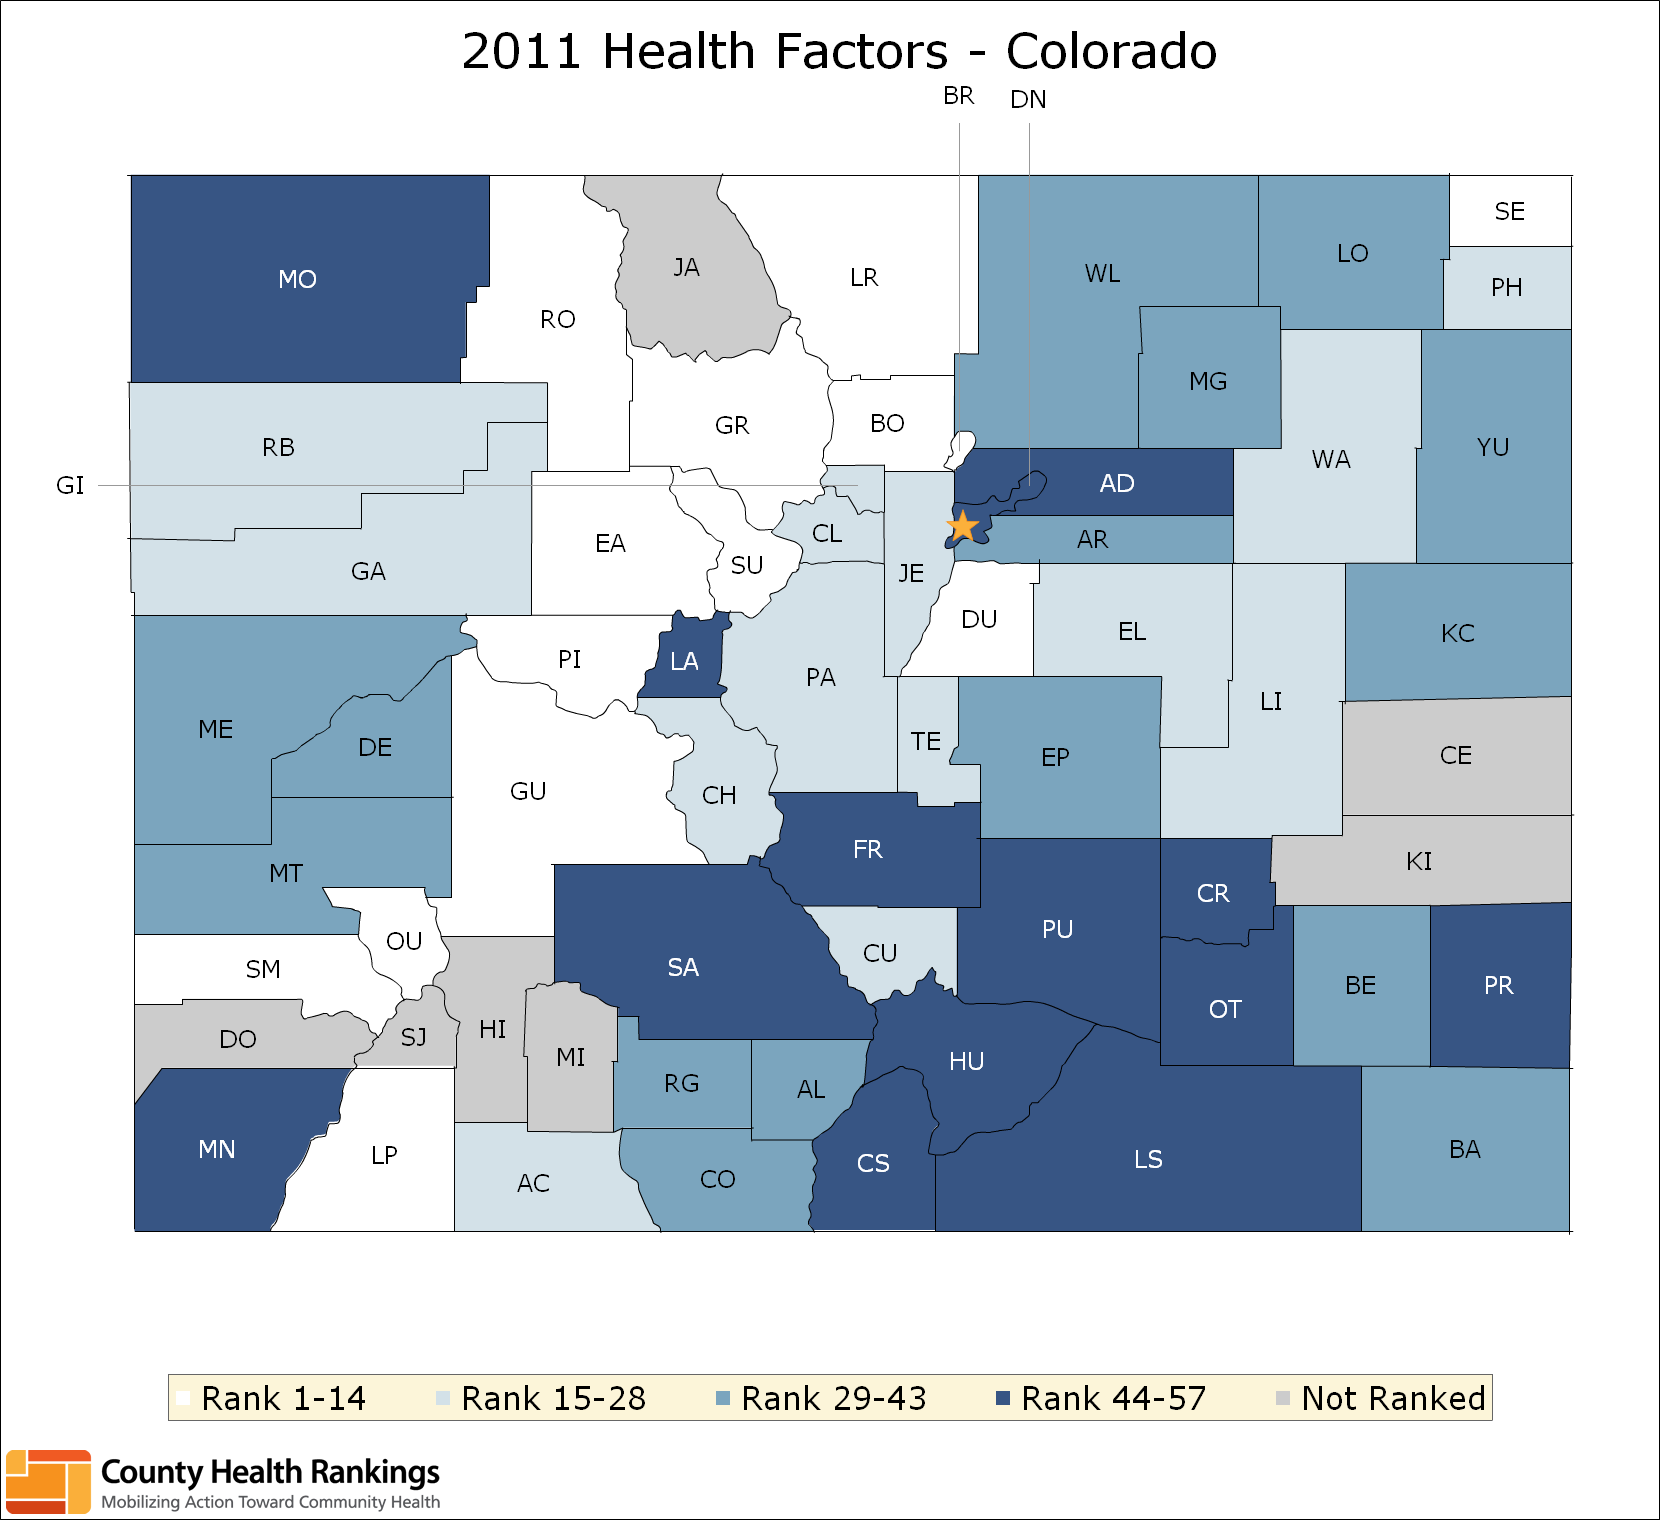 2011 Health Factors - Colorado
BR
DN
SE
MO
JA
LR
WL
LO
PH
RO
MG
GR
BO
RB
WA
YU
GI
AD
EA
CL
AR
GA
SU
JE
DU
EL
KC
PI
LA
PA
LI
ME
DE
TE
EP
CE
GU
CH
FR
KI
MT
CR
OU
PU
SM
SA
CU
BE
PR
OT
DO
SJ
HI
MI
HU
RG
AL
MN
LP
AC
CO
CS
LS
BA
Rank 1-14 Rank 15-28 Rank 29-43 Rank 44-57 Not Ranked
County Health Rankings
Mobilizing Action Toward Community Health